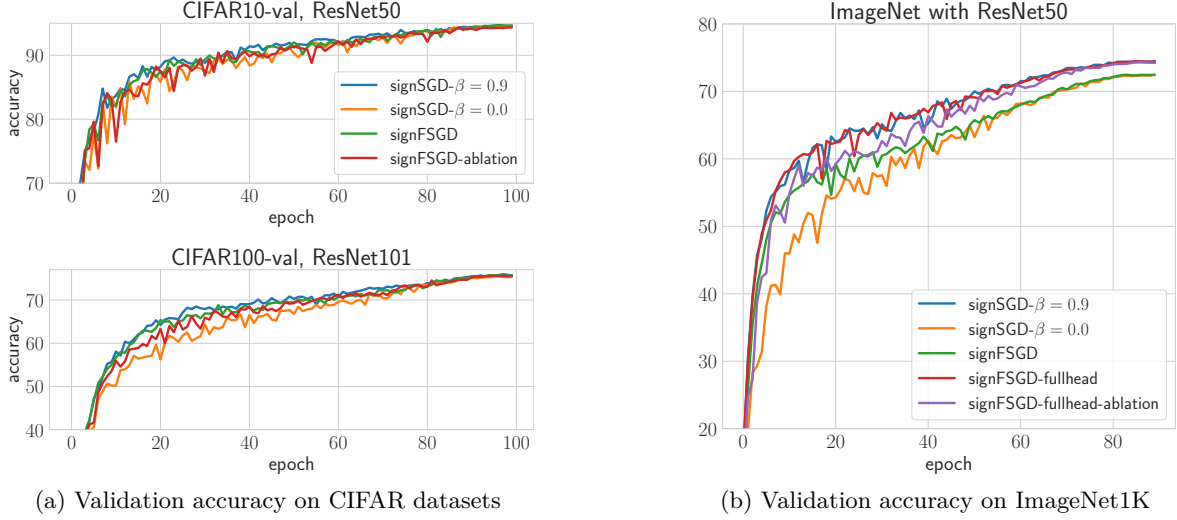 CIFAR10-val, ResNet50
accuracy
90
80
70
signSGD-β = 0.9
signSGD-β = 0.0
signFSGD
signFSGD-ablation
0 20 40 60 80 100
epoch
CIFAR100-val, ResNet101
accuracy
70
60
50
40
0 20 40 60 80 100
epoch
(a) Validation accuracy on CIFAR datasets
ImageNet with ResNet50
accuracy
80
70
60
50
40
30
20
signSGD-β = 0.9
signSGD-β = 0.0
signFSGD
signFSGD-fullhead
signFSGD-fullhead-ablation
0 20 40 60 80
epoch
(b) Validation accuracy on ImageNet1K